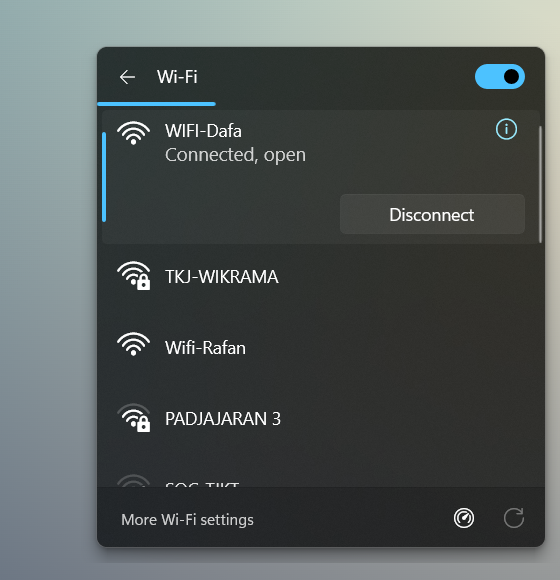 Wi-Fi
WIFI-Dafa
Connected, open
Disconnect
TKJ-WIKRAMA
Wifi-Rafan
PADJAJARAN 3
More Wi-Fi settings